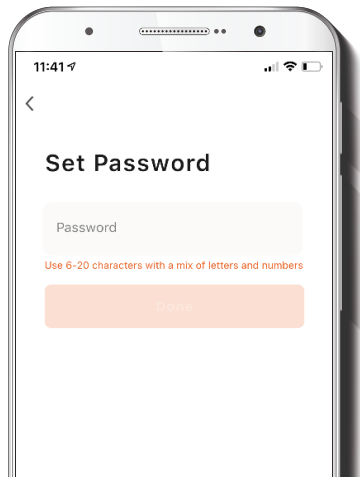 11:41
Set Password
Password
Use 6-20 characters with a mix of letters and numbers
Done